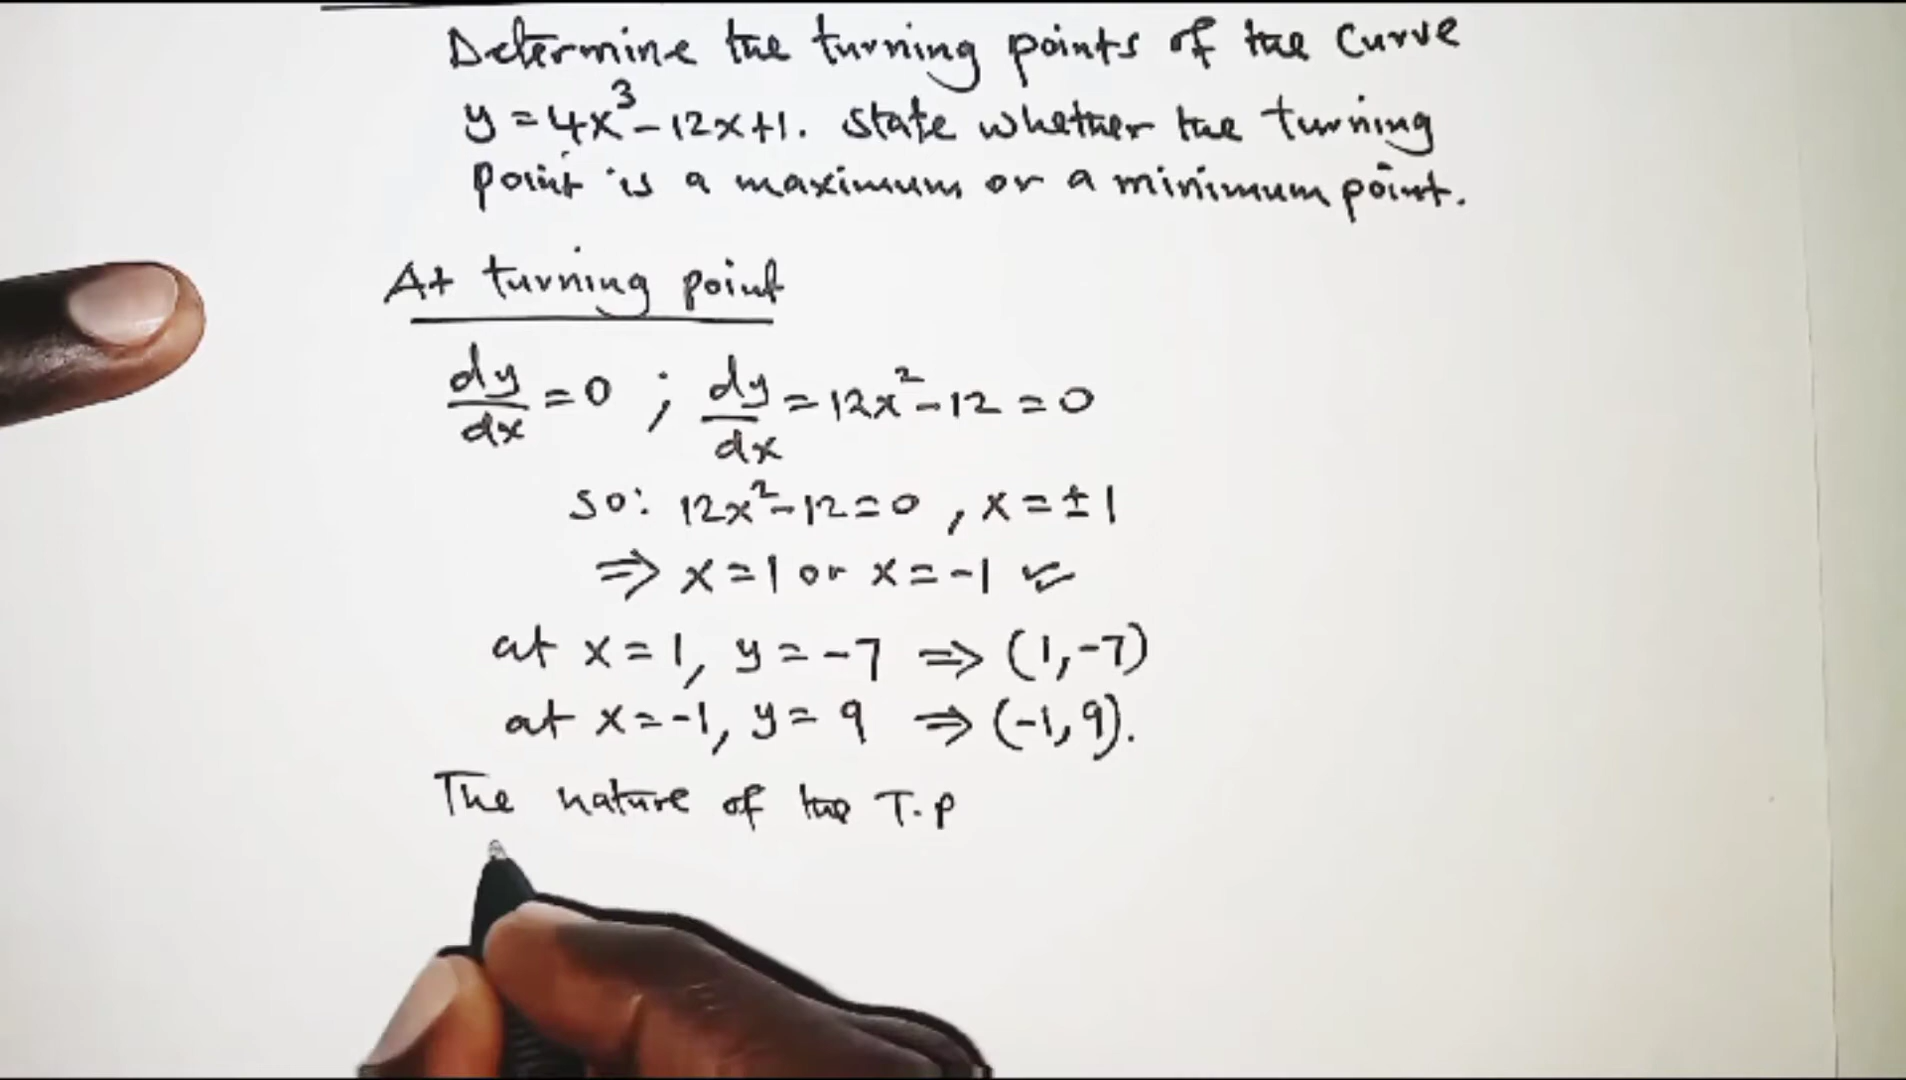 Determine the turning points of the curve
y = 4x³ - 12x + 1. state whether the turning
point is a maximum or a minimum point.
At turning point
dy/dx = 0 ; dy/dx = 12x² - 12 = 0
so: 12x² - 12 = 0 , x = ± 1
⇒ x = 1 or x = -1
at x = 1, y = -7 ⇒ (1, -7)
at x = -1, y = 9 ⇒ (-1, 9).
The nature of the T.P